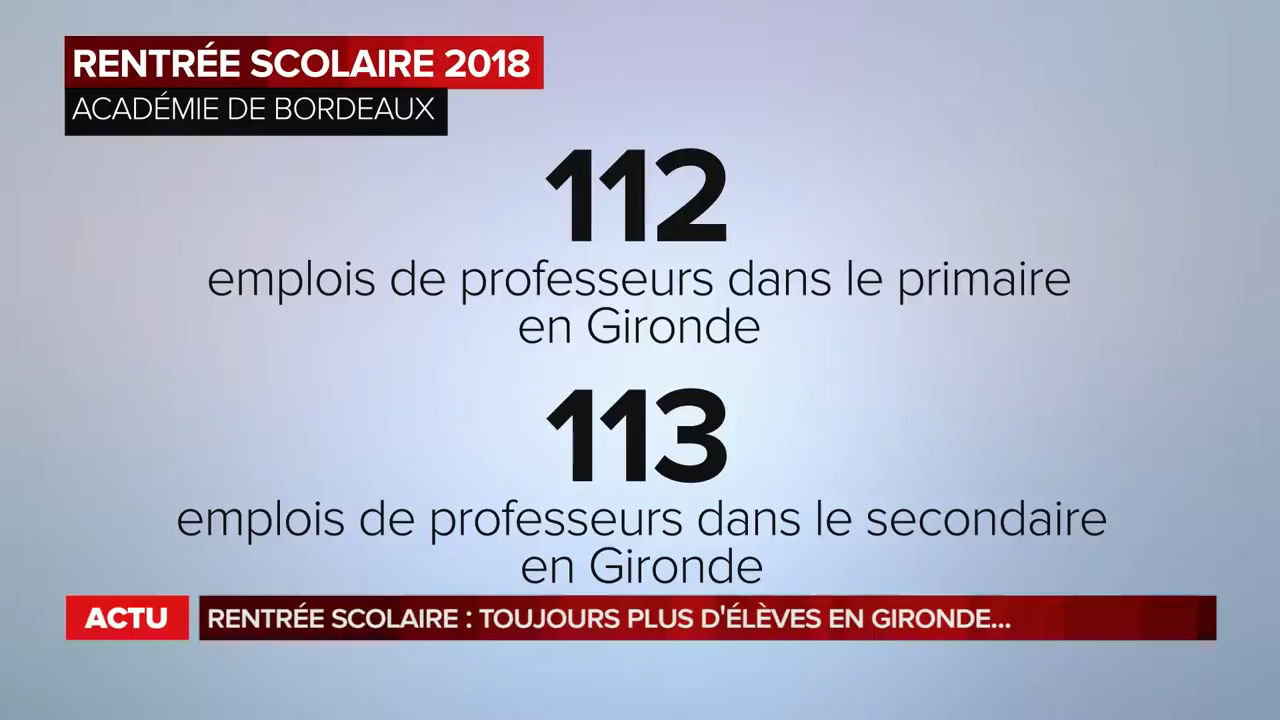 RENTRÉE SCOLAIRE 2018
ACADÉMIE DE BORDEAUX
112
emplois de professeurs dans le primaire
en Gironde
113
emplois de professeurs dans le secondaire
en Gironde
ACTU
RENTRÉE SCOLAIRE : TOUJOURS PLUS D'ÉLÈVES EN GIRONDE...